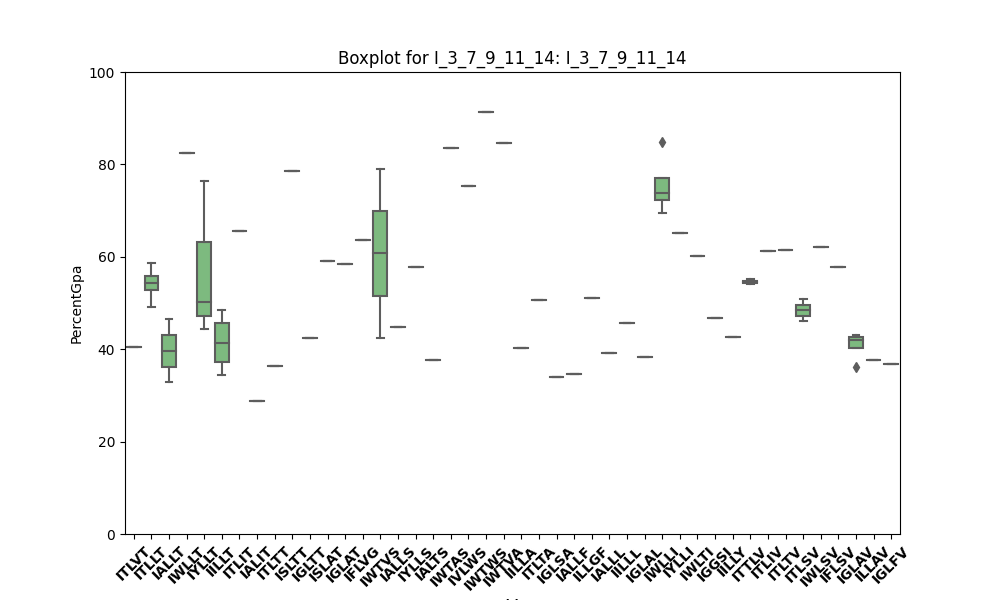 Boxplot for I_3_7_9_11_14: I_3_7_9_11_14
PercentGpa
100
80
60
40
20
0
ITLVT
ITLLT
IALLT
IWLLT
IYLLT
IILLT
ITLIT
IALIT
ITLTT
ISLTT
IGLTT
ISLAT
IGLAT
IFLVG
IWTVS
IALLS
IYLLS
IALTS
IWTAS
IVLWS
IWTWS
IWTVA
IILLA
ITLTA
IGLSA
IALLF
ILLGF
IALLL
IILLL
IGLAL
IWLLI
IYLLI
IWLTI
IGGSI
IILLY
ITTLV
ITLIV
ITLTV
ITLSV
IWLSV
IFLSV
IGLAV
ILLAV
IGLFV